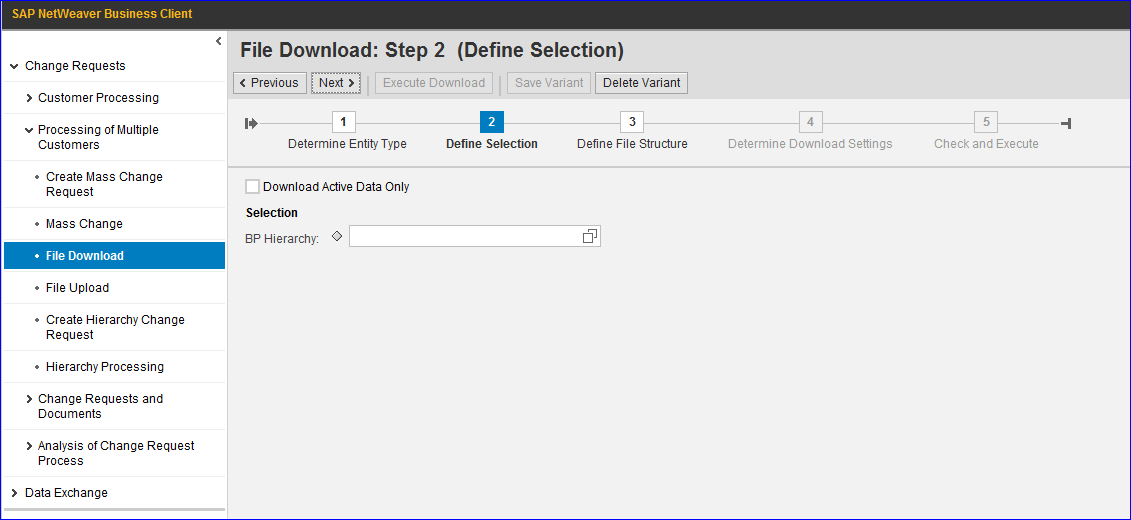 SAP NetWeaver Business Client
Change Requests
Customer Processing
Processing of Multiple
Customers
Create Mass Change
Request
Mass Change
File Download
File Upload
Create Hierarchy Change
Request
Hierarchy Processing
Change Requests and
Documents
Analysis of Change Request
Process
Data Exchange
File Download: Step 2 (Define Selection)
Previous Next Execute Download Save Variant Delete Variant
1 2 3 4 5
Determine Entity Type Define Selection Define File Structure Determine Download Settings Check and Execute
Download Active Data Only
Selection
BP Hierarchy: